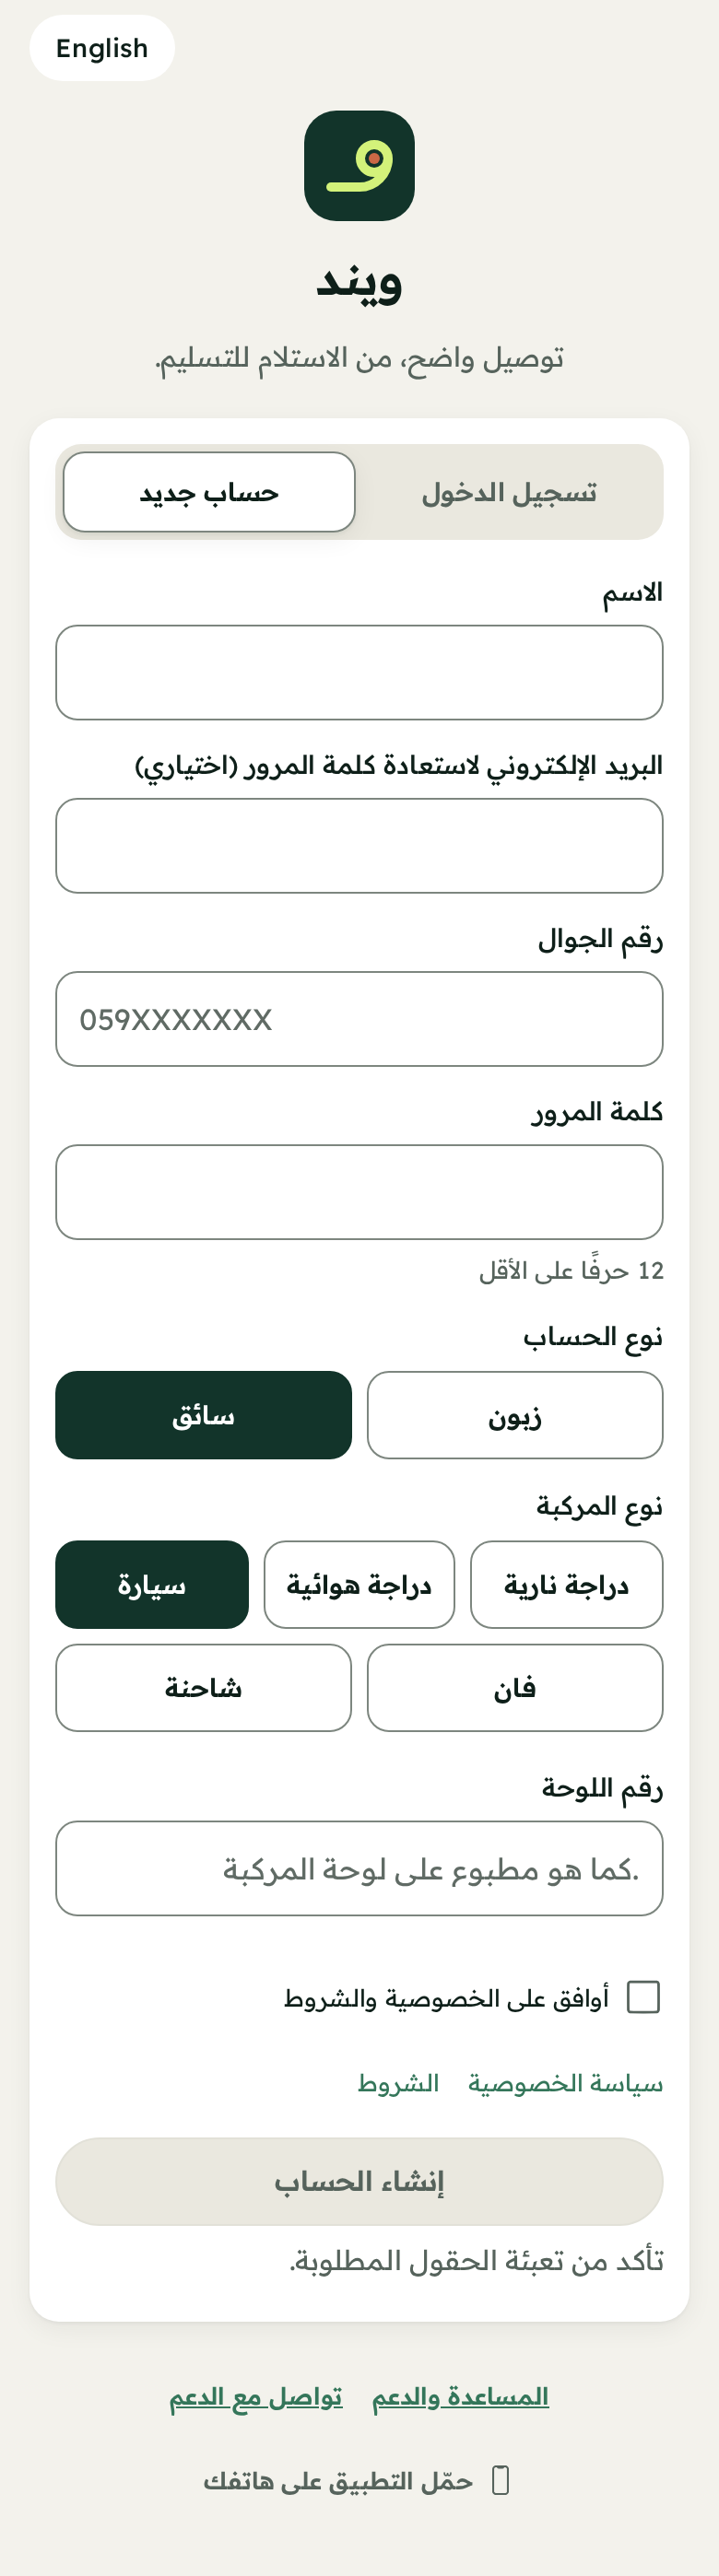 English
ويند
توصيل واضح، من الاستلام للتسليم.
تسجيل الدخول
حساب جديد
الاسم
البريد الإلكتروني لاستعادة كلمة المرور (اختياري)
رقم الجوال
059XXXXXXX
كلمة المرور
12 حرفًا على الأقل
نوع الحساب
زبون
سائق
نوع المركبة
دراجة نارية
دراجة هوائية
سيارة
فان
شاحنة
رقم اللوحة
كما هو مطبوع على لوحة المركبة.
أوافق على الخصوصية والشروط
سياسة الخصوصية
الشروط
إنشاء الحساب
تأكد من تعبئة الحقول المطلوبة.
المساعدة والدعم
تواصل مع الدعم
حمّل التطبيق على هاتفك